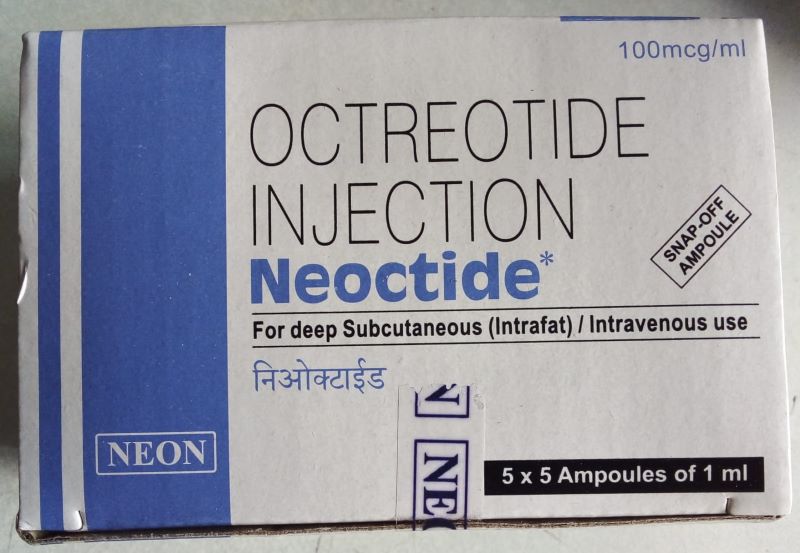 100mcg/ml
OCTREOTIDE
INJECTION
Neoctide*
SNAP-OFF
AMPOULE
For deep Subcutaneous (Intrafat) / Intravenous use
निओक्टाईड
NEON
N
NE
5 x 5 Ampoules of 1 ml